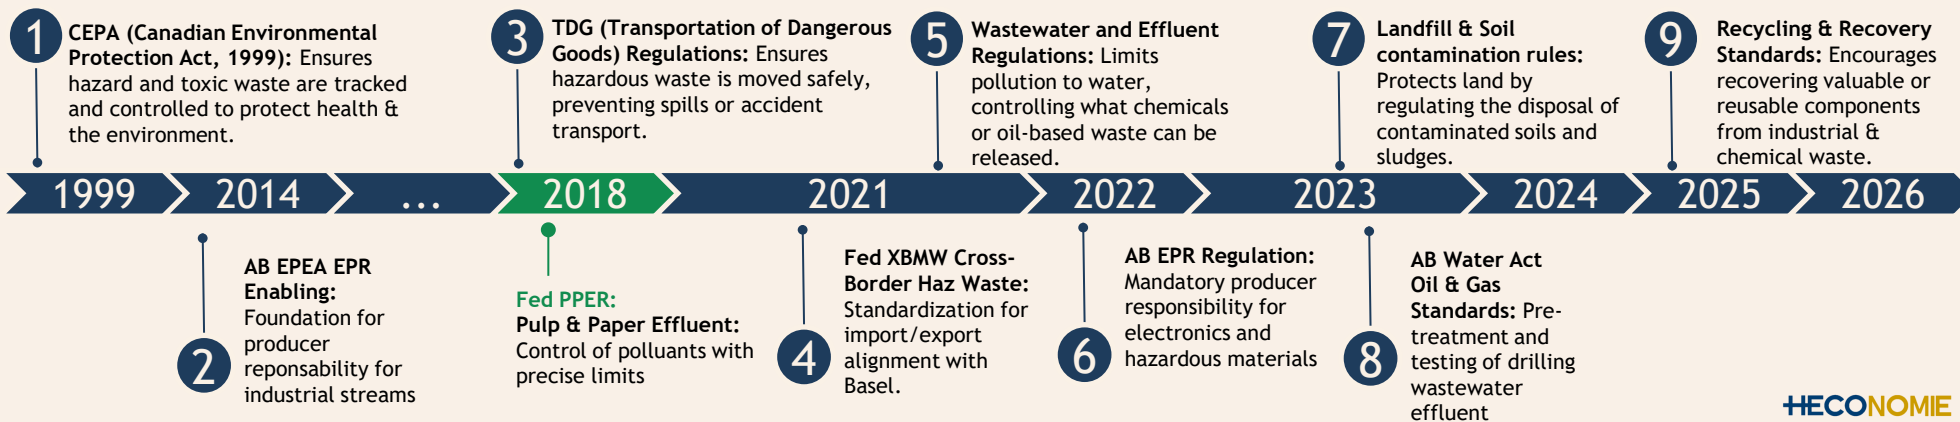 1
CEPA (Canadian Environmental
Protection Act, 1999): Ensures
hazard and toxic waste are tracked
and controlled to protect health &
the environment.
3
TDG (Transportation of Dangerous
Goods) Regulations: Ensures
hazardous waste is moved safely,
preventing spills or accident
transport.
5
Wastewater and Effluent
Regulations: Limits
pollution to water,
controlling what chemicals
or oil-based waste can be
released.
7
Landfill & Soil
contamination rules:
Protects land by
regulating the disposal of
contaminated soils and
sludges.
9
Recycling & Recovery
Standards: Encourages
recovering valuable or
reusable components
from industrial &
chemical waste.
1999
2014
...
2018
2021
2022
2023
2024
2025
2026
2
AB EPEA EPR
Enabling:
Foundation for
producer
reponsability for
industrial streams
Fed PPER:
Pulp & Paper Effluent:
Control of polluants with
precise limits
4
Fed XBMW Cross-
Border Haz Waste:
Standardization for
import/export
alignment with
Basel.
6
AB EPR Regulation:
Mandatory producer
responsibility for
electronics and
hazardous materials
8
AB Water Act
Oil & Gas
Standards: Pre-
treatment and
testing of drilling
wastewater
effluent
HECONOMIE